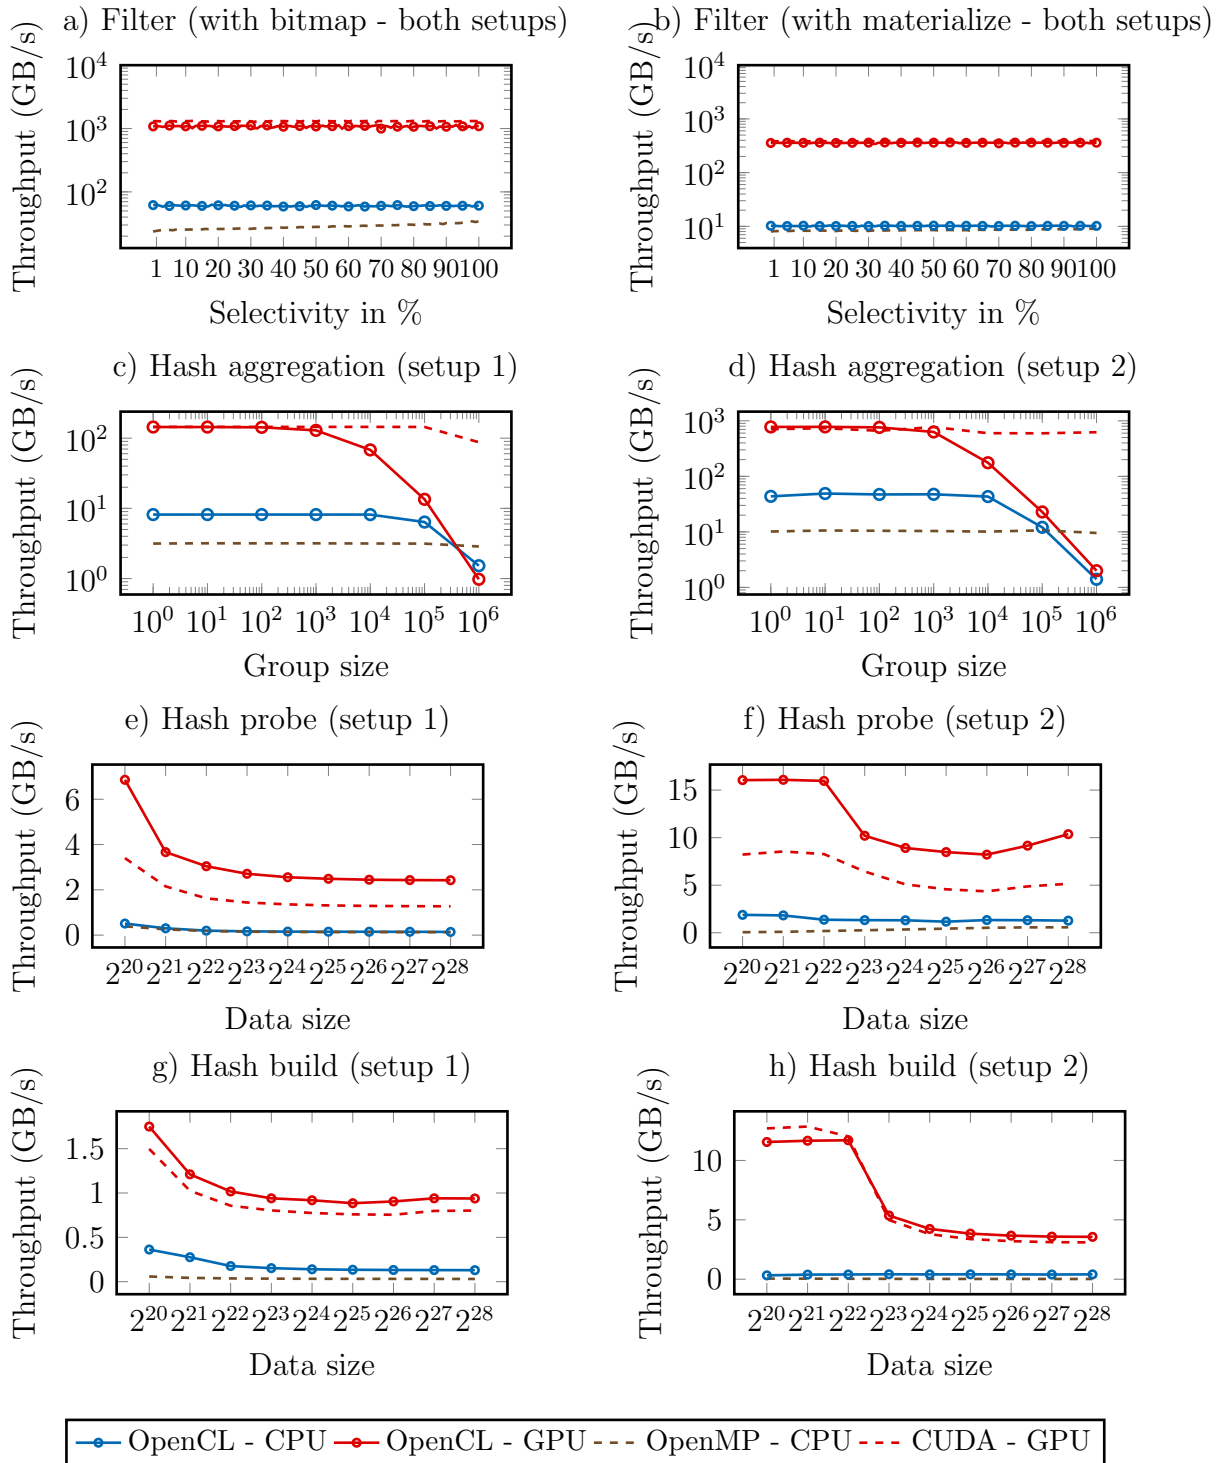 a) Filter (with bitmap - both setups)
Throughput (GB/s)
10^4
10^3
10^2
1 10 20 30 40 50 60 70 80 90 100
Selectivity in %
b) Filter (with materialize - both setups)
Throughput (GB/s)
10^4
10^3
10^2
10^1
1 10 20 30 40 50 60 70 80 90 100
Selectivity in %
c) Hash aggregation (setup 1)
Throughput (GB/s)
10^2
10^1
10^0
10^0 10^1 10^2 10^3 10^4 10^5 10^6
Group size
d) Hash aggregation (setup 2)
Throughput (GB/s)
10^3
10^2
10^1
10^0
10^0 10^1 10^2 10^3 10^4 10^5 10^6
Group size
e) Hash probe (setup 1)
Throughput (GB/s)
6
4
2
0
2^20 2^21 2^22 2^23 2^24 2^25 2^26 2^27 2^28
Data size
f) Hash probe (setup 2)
Throughput (GB/s)
15
10
5
0
2^20 2^21 2^22 2^23 2^24 2^25 2^26 2^27 2^28
Data size
g) Hash build (setup 1)
Throughput (GB/s)
1.5
1
0.5
0
2^20 2^21 2^22 2^23 2^24 2^25 2^26 2^27 2^28
Data size
h) Hash build (setup 2)
Throughput (GB/s)
10
5
0
2^20 2^21 2^22 2^23 2^24 2^25 2^26 2^27 2^28
Data size
OpenCL - CPU OpenCL - GPU OpenMP - CPU CUDA - GPU